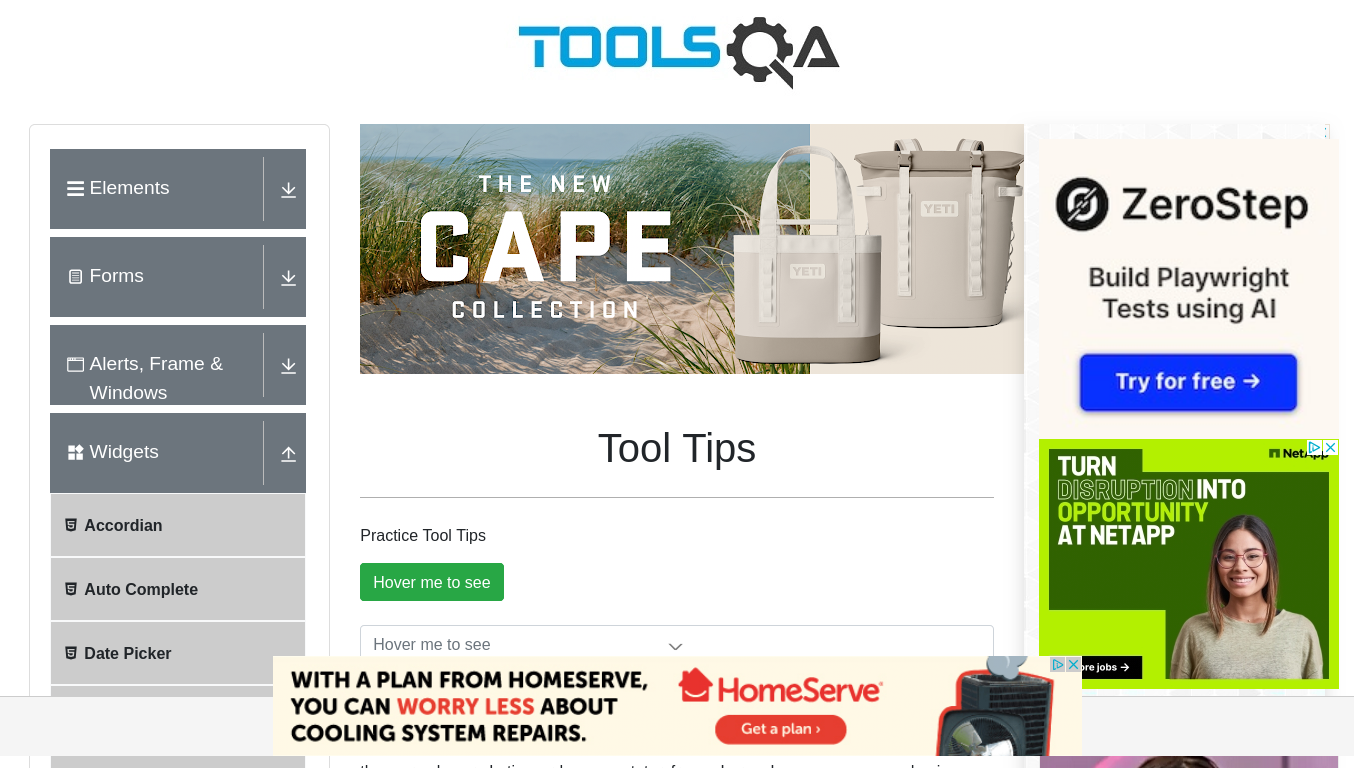 TOOLSQA
Elements
Forms
Alerts, Frame &
Windows
Widgets
Accordian
Auto Complete
Date Picker
THE NEW
CAPE
COLLECTION
YETI
YETI
Tool Tips
Practice Tool Tips
Hover me to see
Hover me to see
ZeroStep
Build Playwright
Tests using AI
Try for free →
NetApp
TURN
DISRUPTION INTO
OPPORTUNITY
AT NETAPP
jobs →
WITH A PLAN FROM HOMESERVE,
YOU CAN WORRY LESS ABOUT
COOLING SYSTEM REPAIRS.
HomeServe
Get a plan ›